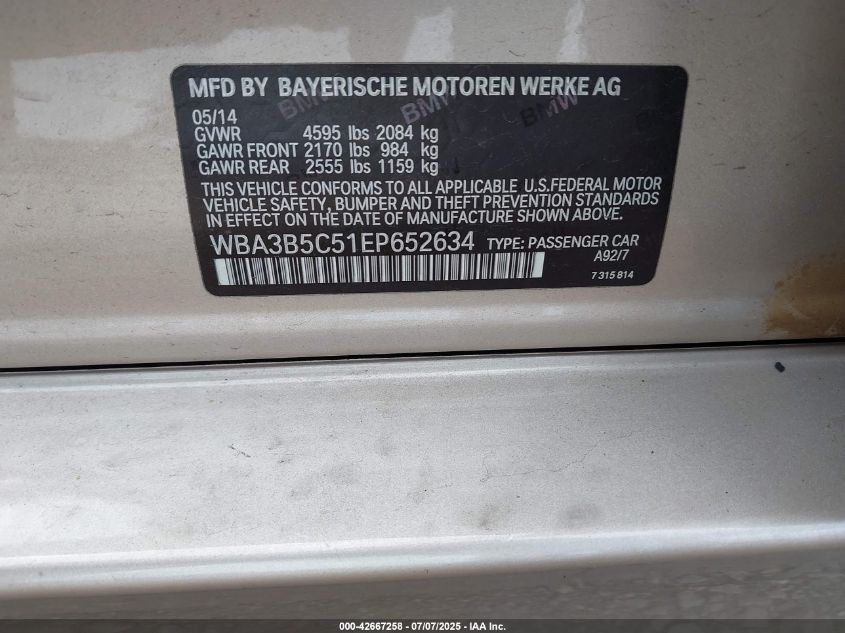 MFD BY BAYERISCHE MOTOREN WERKE AG
BMW BMW BMW
05/14
GVWR 4595 lbs 2084 kg
GAWR FRONT 2170 lbs 984 kg
GAWR REAR 2555 lbs 1159 kg
THIS VEHICLE CONFORMS TO ALL APPLICABLE U.S.FEDERAL MOTOR
VEHICLE SAFETY, BUMPER AND THEFT PREVENTION STANDARDS
IN EFFECT ON THE DATE OF MANUFACTURE SHOWN ABOVE.
WBA3B5C51EP652634 TYPE: PASSENGER CAR
A92/7
7 315 814
000-42667258 - 07/07/2025 - IAA Inc.